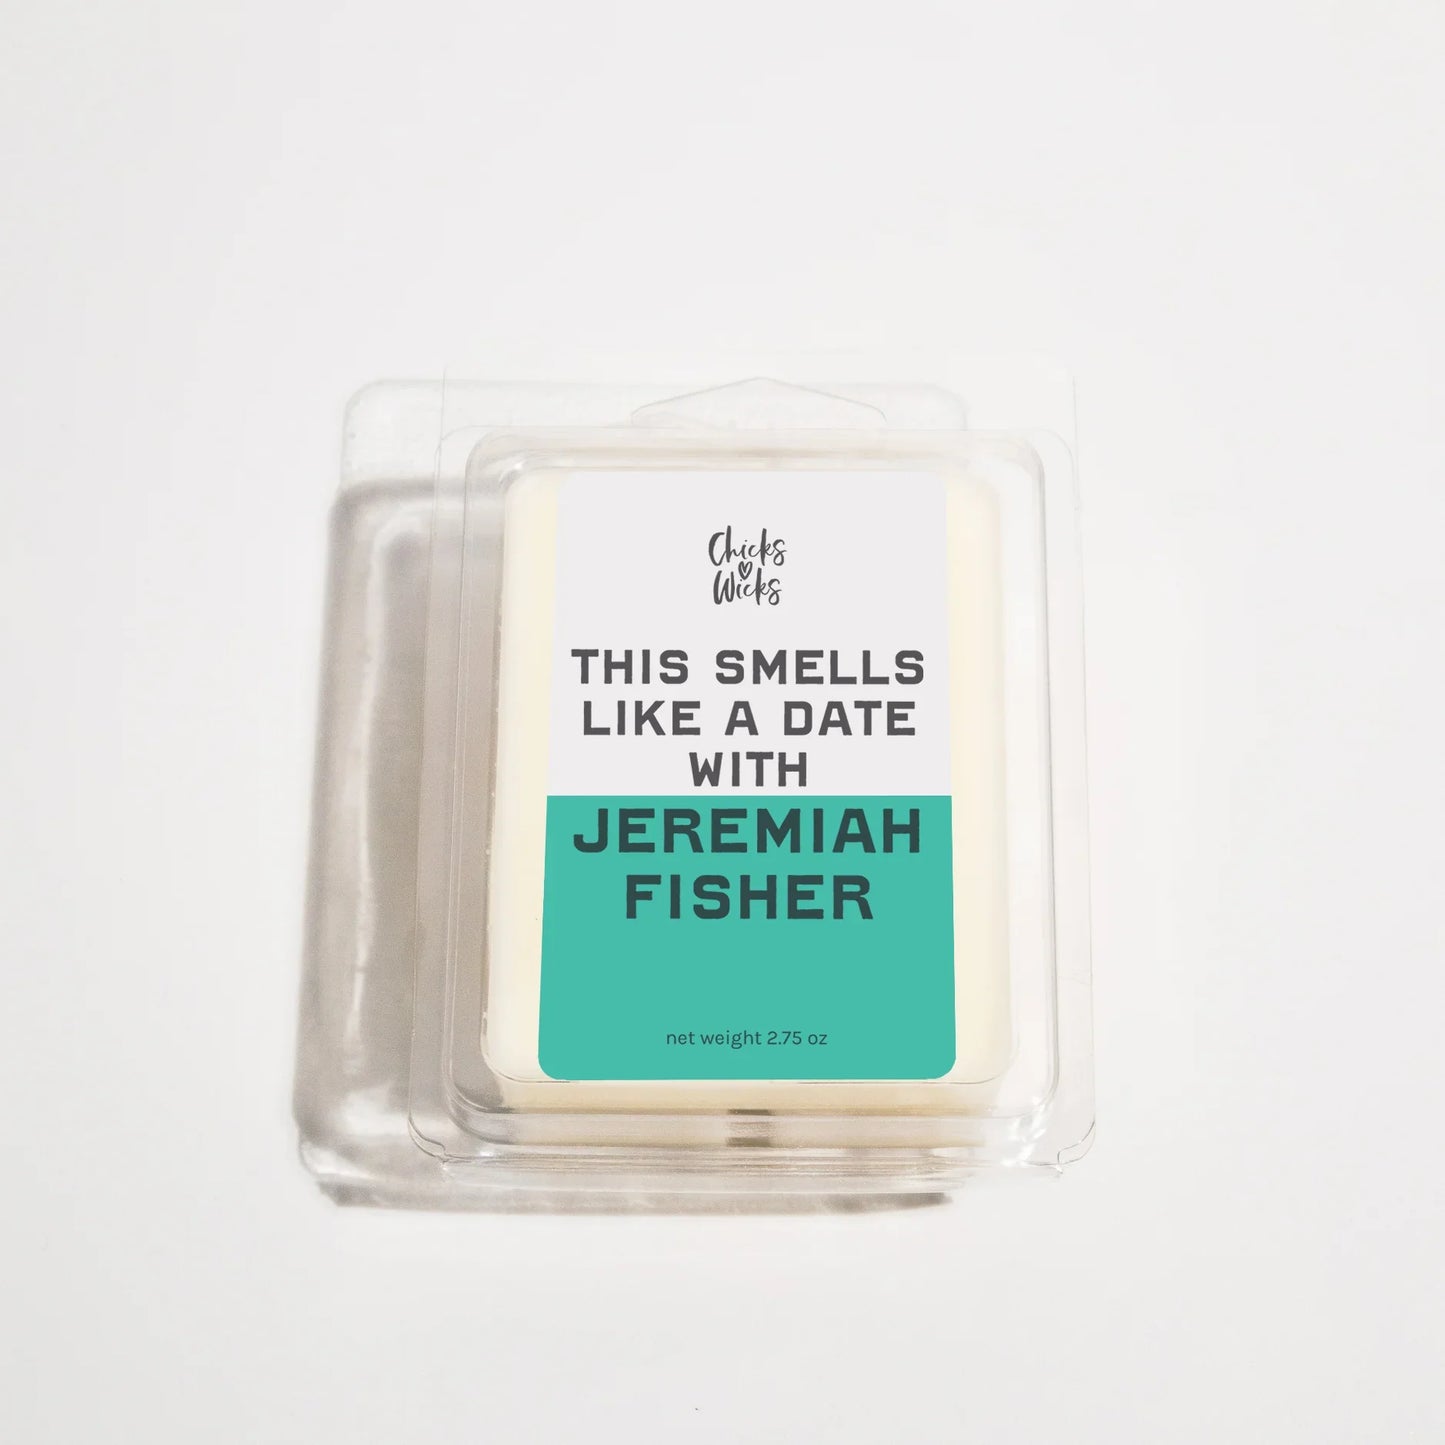 Chicks
Wicks
THIS SMELLS
LIKE A DATE
WITH
JEREMIAH
FISHER
net weight 2.75 oz